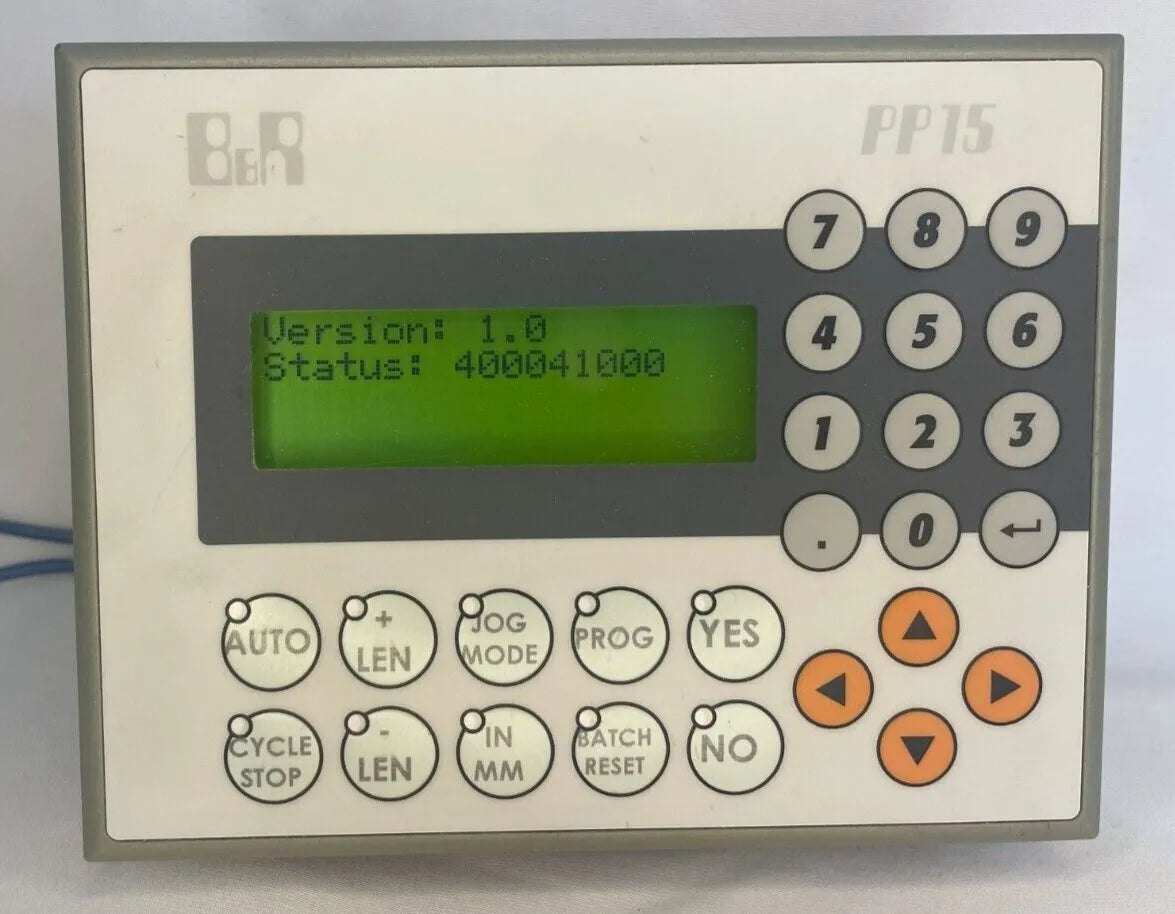 B&R
PP15
Version: 1.0
Status: 400041000
7 8 9
4 5 6
1 2 3
. 0
AUTO
+
LEN
JOG
MODE
PROG
YES
CYCLE
STOP
-
LEN
IN
MM
BATCH
RESET
NO